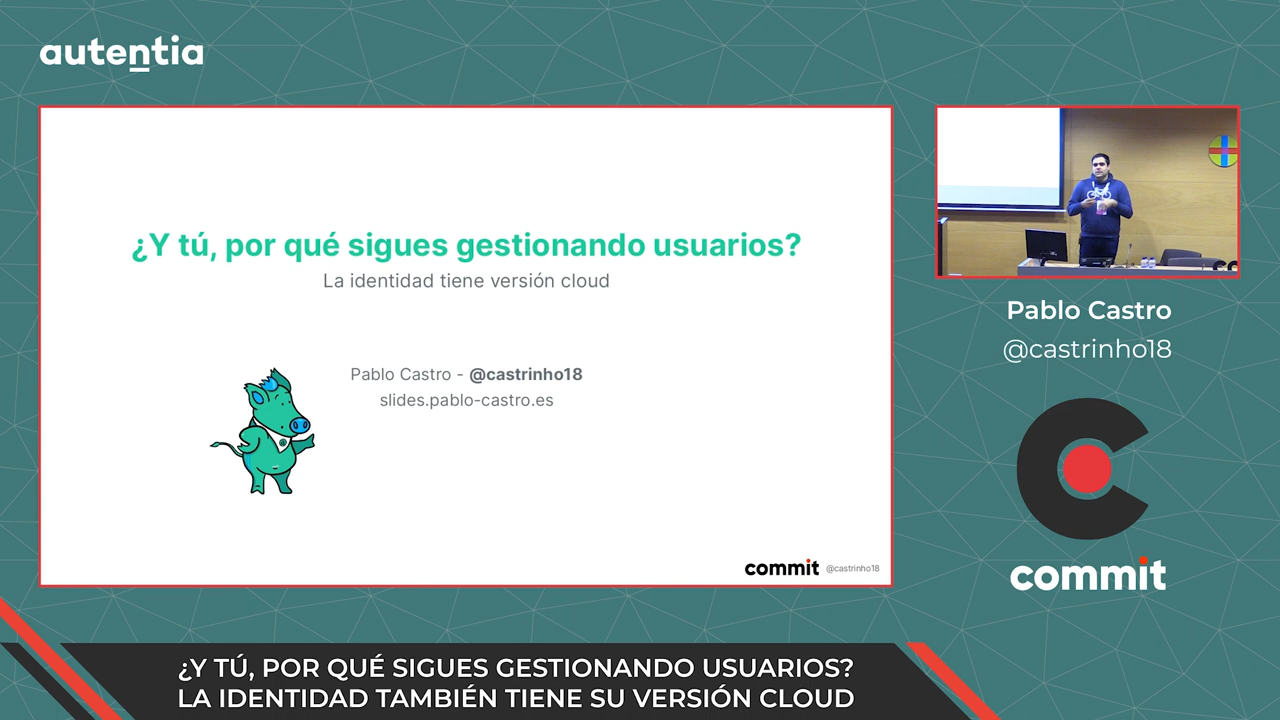 autentia
¿Y tú, por qué sigues gestionando usuarios?
La identidad tiene versión cloud
Pablo Castro - @castrinho18
slides.pablo-castro.es
commit @castrinho18
Pablo Castro
@castrinho18
commit
¿Y TÚ, POR QUÉ SIGUES GESTIONANDO USUARIOS?
LA IDENTIDAD TAMBIÉN TIENE SU VERSIÓN CLOUD